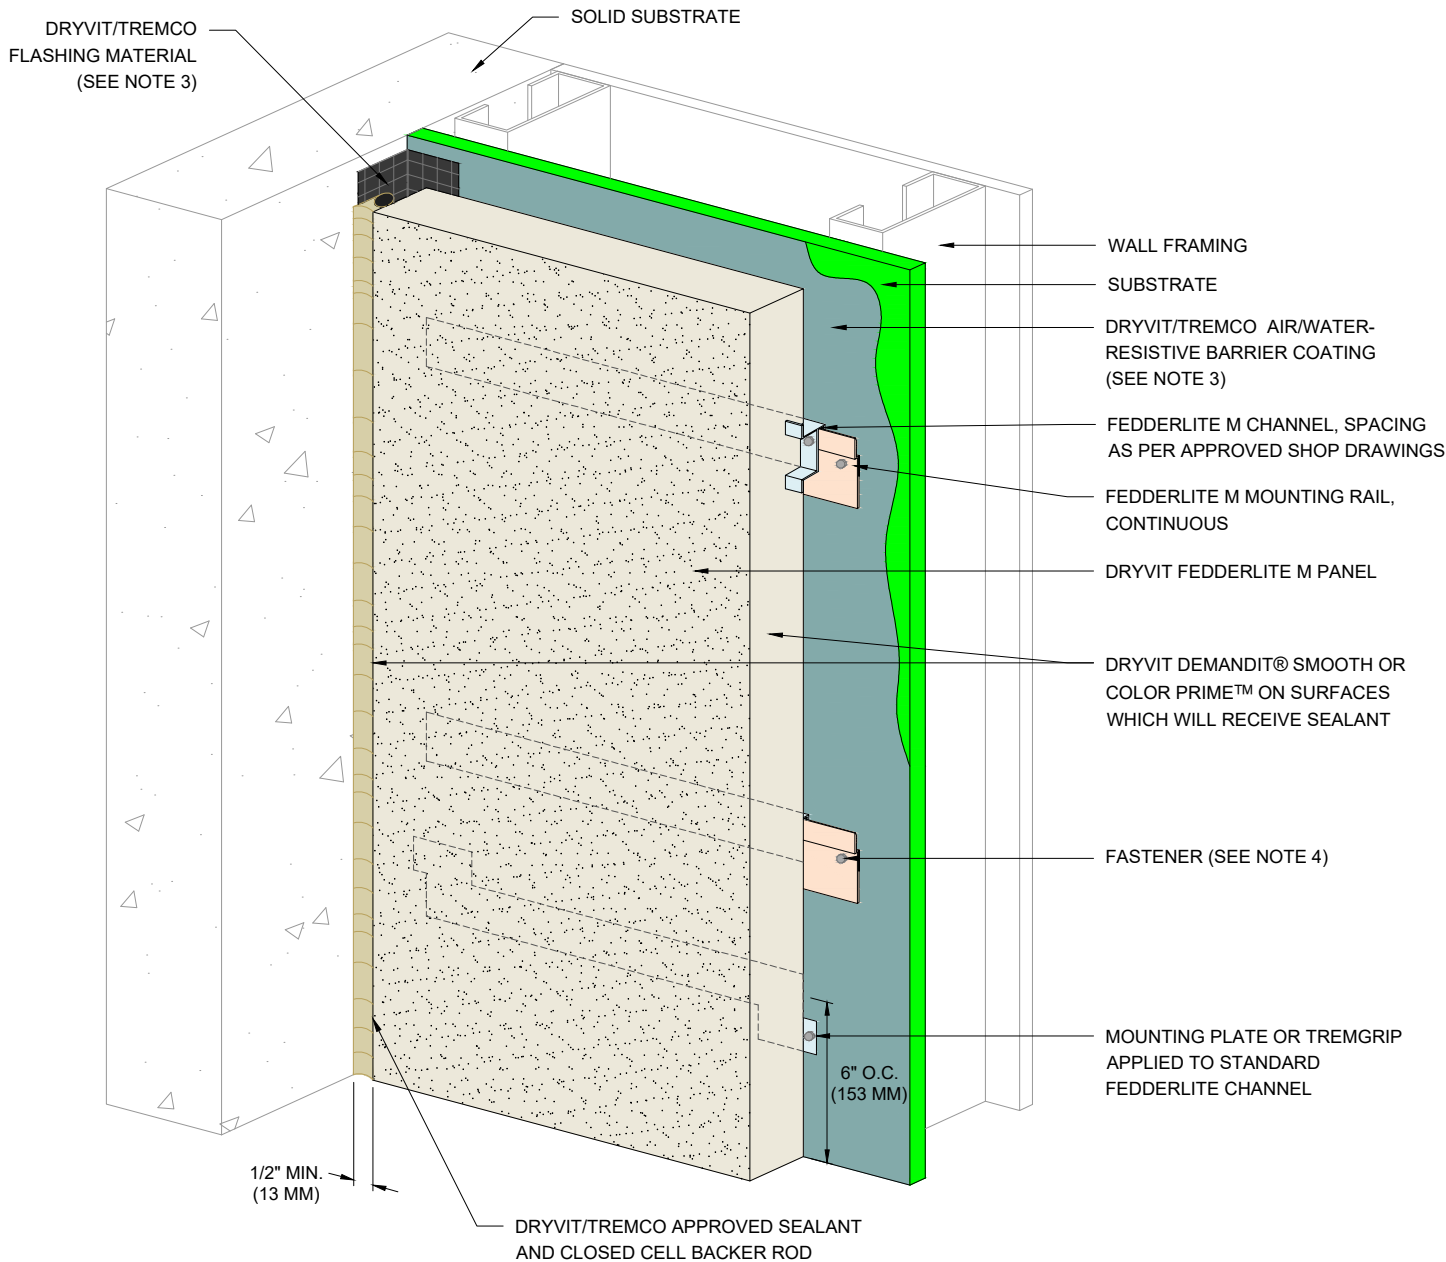 SOLID SUBSTRATE
DRYVIT/TREMCO
FLASHING MATERIAL
(SEE NOTE 3)
WALL FRAMING
SUBSTRATE
DRYVIT/TREMCO AIR/WATER-
RESISTIVE BARRIER COATING
(SEE NOTE 3)
FEDDERLITE M CHANNEL, SPACING
AS PER APPROVED SHOP DRAWINGS
FEDDERLITE M MOUNTING RAIL,
CONTINUOUS
DRYVIT FEDDERLITE M PANEL
DRYVIT DEMANDIT® SMOOTH OR
COLOR PRIME™ ON SURFACES
WHICH WILL RECEIVE SEALANT
FASTENER (SEE NOTE 4)
MOUNTING PLATE OR TREMGRIP
APPLIED TO STANDARD
FEDDERLITE CHANNEL
6" O.C.
(153 MM)
1/2" MIN.
(13 MM)
DRYVIT/TREMCO APPROVED SEALANT
AND CLOSED CELL BACKER ROD